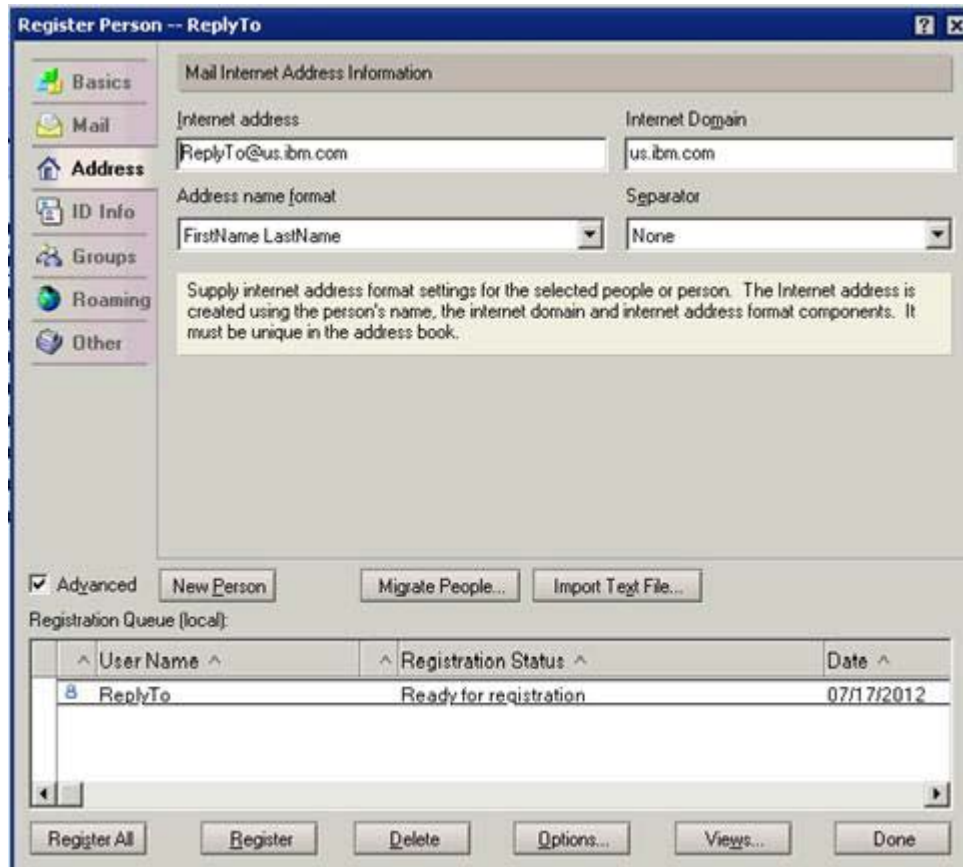 Register Person -- ReplyTo
Basics
Mail
Address
ID Info
Groups
Roaming
Other
Mail Internet Address Information
Internet address
Internet Domain
ReplyTo@us.ibm.com
us.ibm.com
Address name format
Separator
FirstName LastName
None
Supply internet address format settings for the selected people or person. The Internet address is
created using the person's name, the internet domain and internet address format components. It
must be unique in the address book.
Advanced
New Person
Migrate People...
Import Text File...
Registration Queue (local):
User Name
Registration Status
Date
ReplyTo
Ready for registration
07/17/2012
Register All
Register
Delete
Options...
Views...
Done